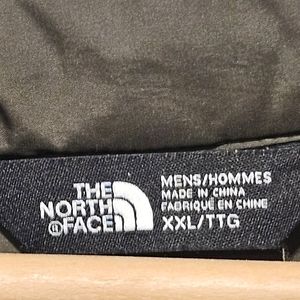 THE
NORTH
FACE
MENS/HOMMES
MADE IN CHINA
FABRIQUÉ EN CHINE
XXL/TTG